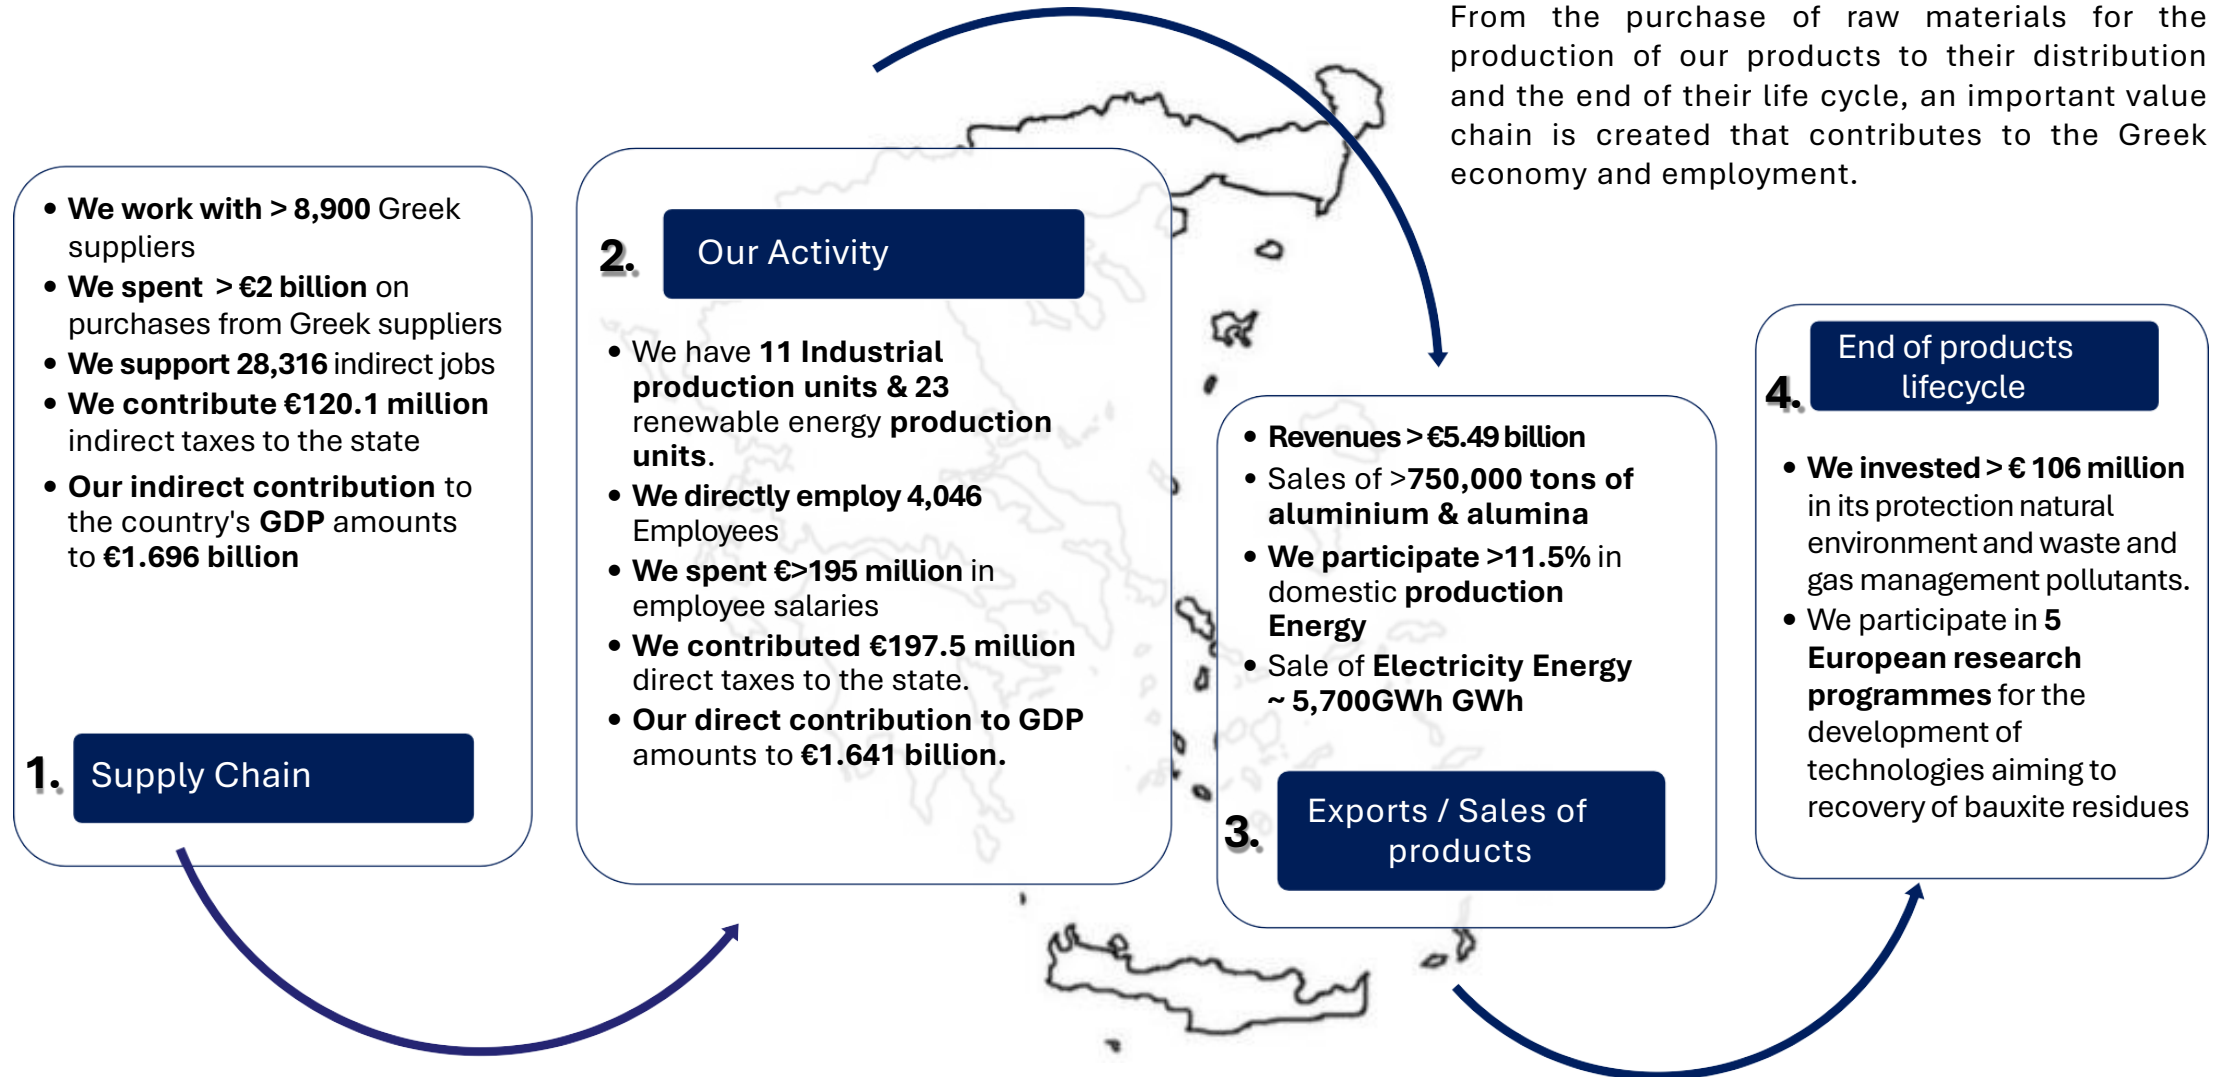 From the purchase of raw materials for the
production of our products to their distribution
and the end of their life cycle, an important value
chain is created that contributes to the Greek
economy and employment.
• We work with > 8,900 Greek
suppliers
• We spent > €2 billion on
purchases from Greek suppliers
• We support 28,316 indirect jobs
• We contribute €120.1 million
indirect taxes to the state
• Our indirect contribution to
the country's GDP amounts
to €1.696 billion
1. Supply Chain
2. Our Activity
• We have 11 Industrial
production units & 23
renewable energy production
units.
• We directly employ 4,046
Employees
• We spent €>195 million in
employee salaries
• We contributed €197.5 million
direct taxes to the state.
• Our direct contribution to GDP
amounts to €1.641 billion.
• Revenues > €5.49 billion
• Sales of >750,000 tons of
aluminium & alumina
• We participate >11.5% in
domestic production
Energy
• Sale of Electricity Energy
~ 5,700GWh GWh
3. Exports / Sales of
products
4. End of products
lifecycle
• We invested > € 106 million
in its protection natural
environment and waste and
gas management pollutants.
• We participate in 5
European research
programmes for the
development of
technologies aiming to
recovery of bauxite residues